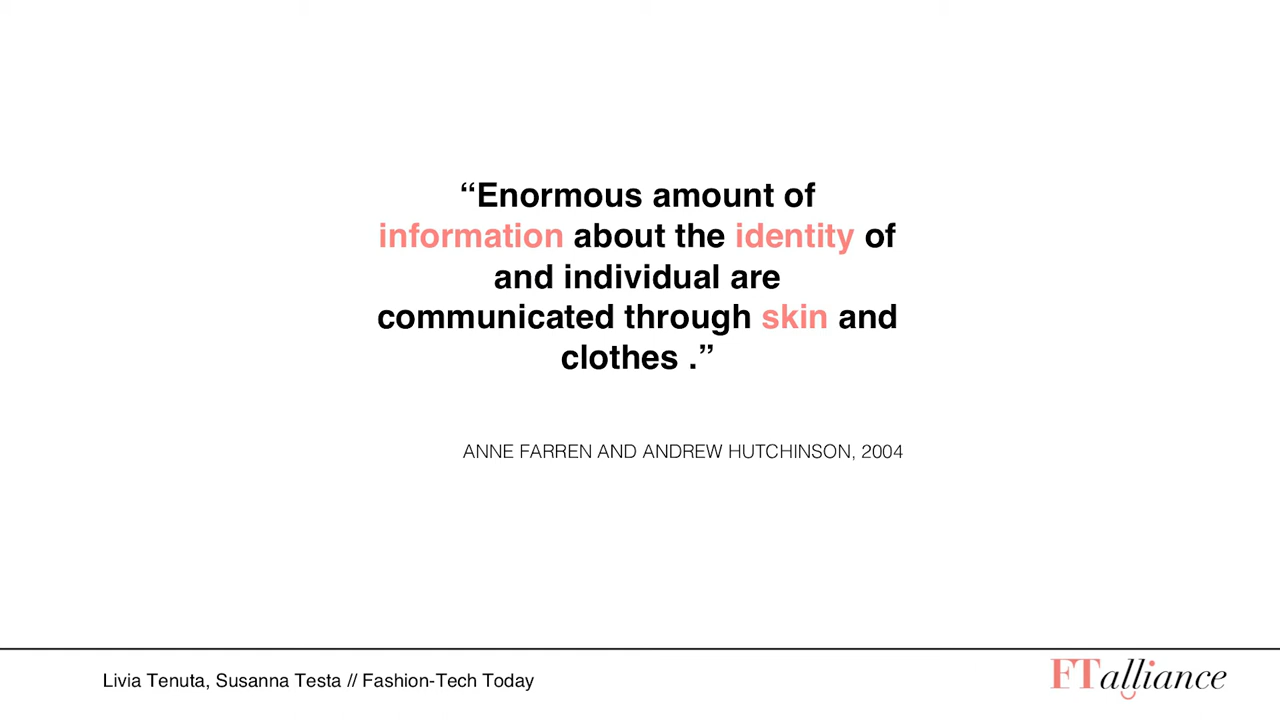 “Enormous amount of
information about the identity of
and individual are
communicated through skin and
clothes .”
ANNE FARREN AND ANDREW HUTCHINSON, 2004
Livia Tenuta, Susanna Testa // Fashion-Tech Today
FTalliance